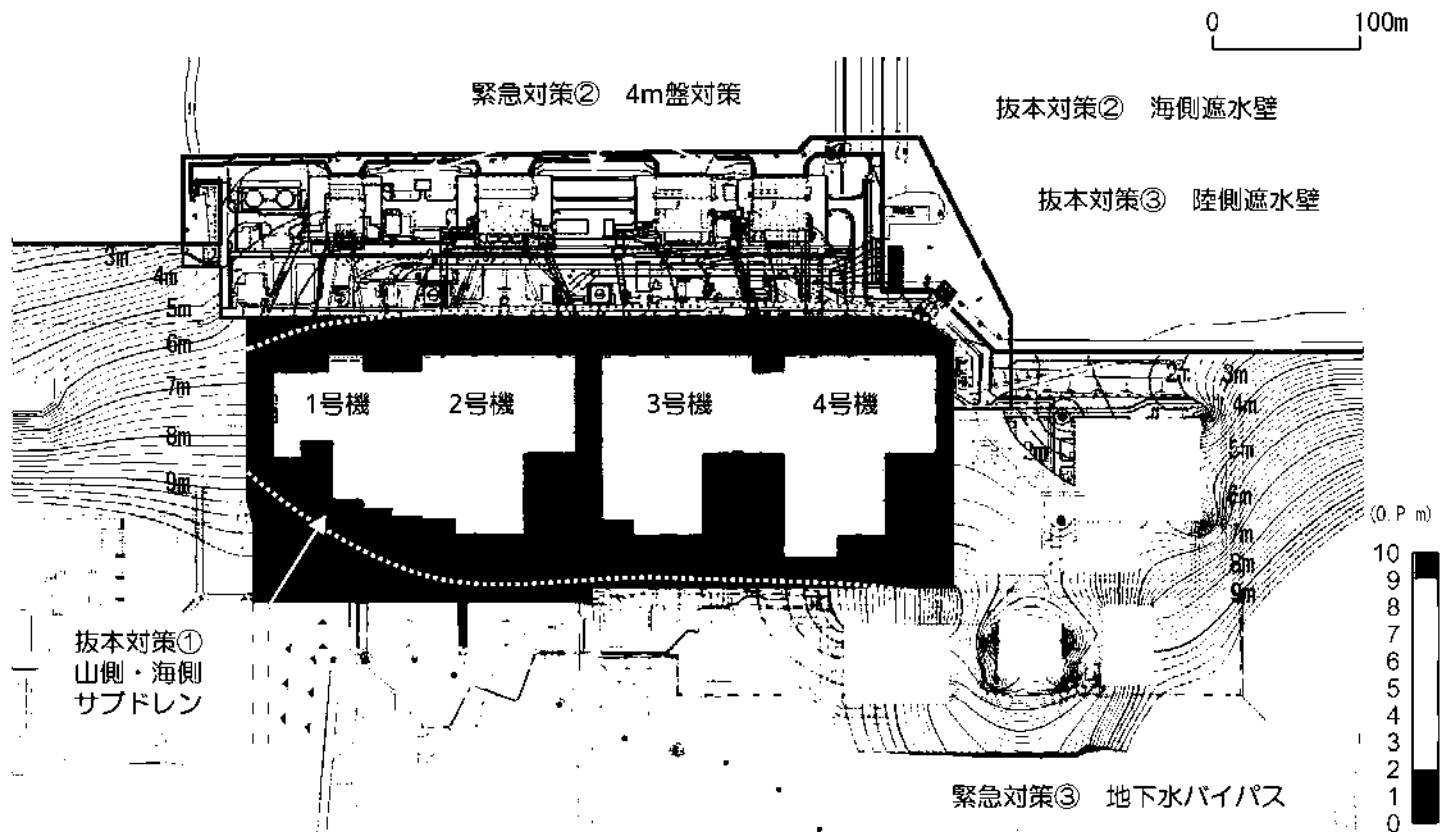 0 100m
緊急対策② 4m盤対策
抜本対策② 海側遮水壁
抜本対策③ 陸側遮水壁
3m
4m
5m
6m
7m
8m
9m
1号機 2号機 3号機 4号機
3m
4m
5m
6m
7m
8m
9m
(O.P m)
10
9
8
7
6
5
4
3
2
1
0
抜本対策①
山側・海側
サブドレン
緊急対策③ 地下水バイパス